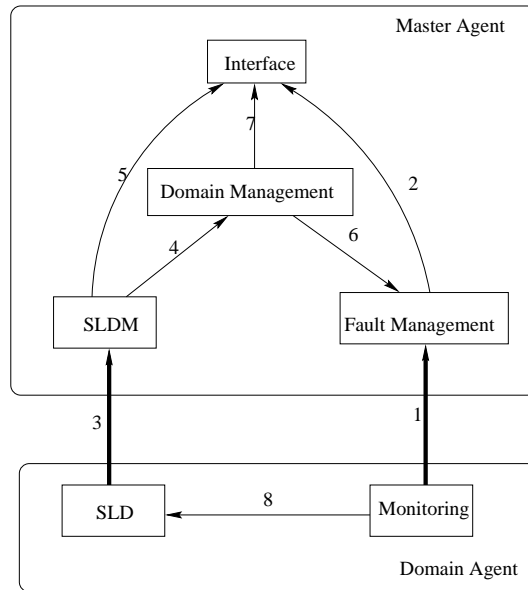 Master Agent
Interface
7
5
2
Domain Management
4
6
SLDM
Fault Management
3
1
SLD
8
Monitoring
Domain Agent